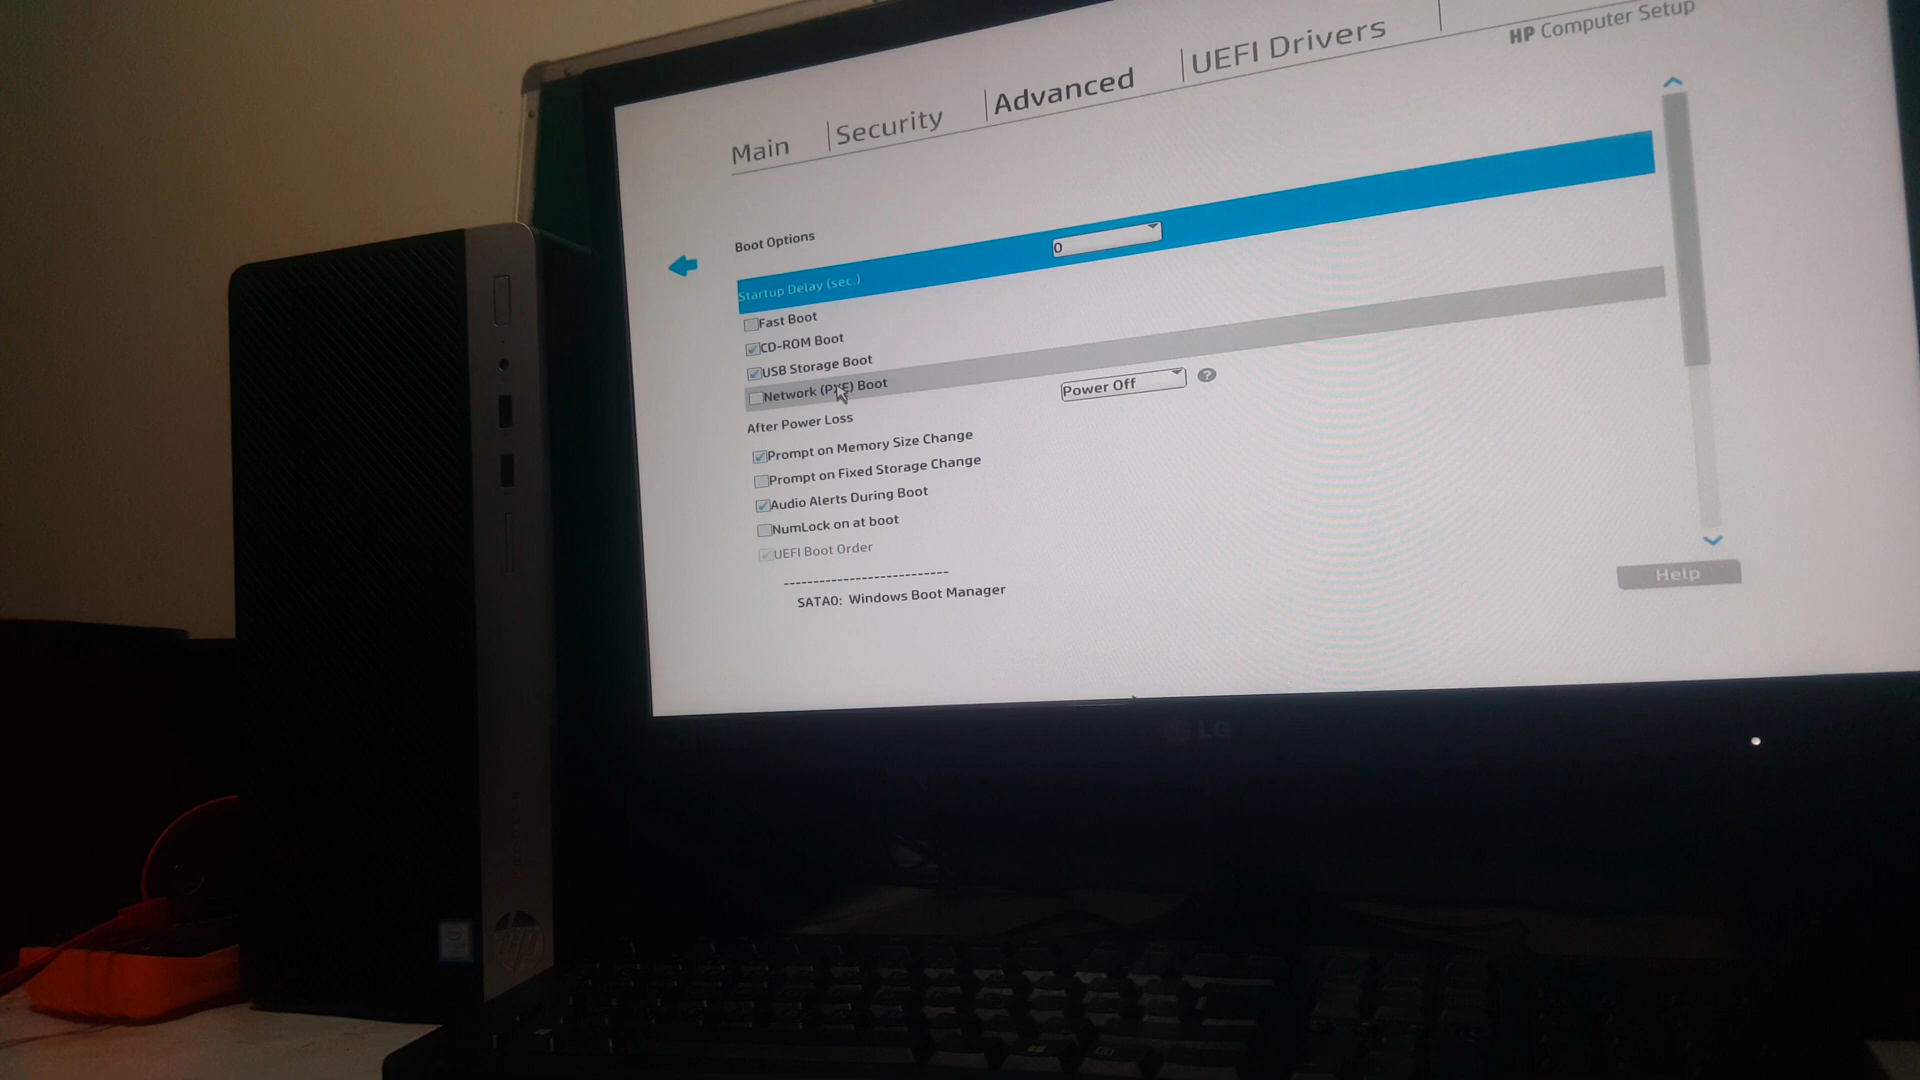 HP Computer Setup
Main
Security
Advanced
UEFI Drivers
Boot Options
Startup Delay (sec.)
0
Fast Boot
CD-ROM Boot
USB Storage Boot
Network (PXE) Boot
After Power Loss
Power Off
?
Prompt on Memory Size Change
Prompt on Fixed Storage Change
Audio Alerts During Boot
NumLock on at boot
UEFI Boot Order
--------------------------
SATA0: Windows Boot Manager
Help
LG
hp